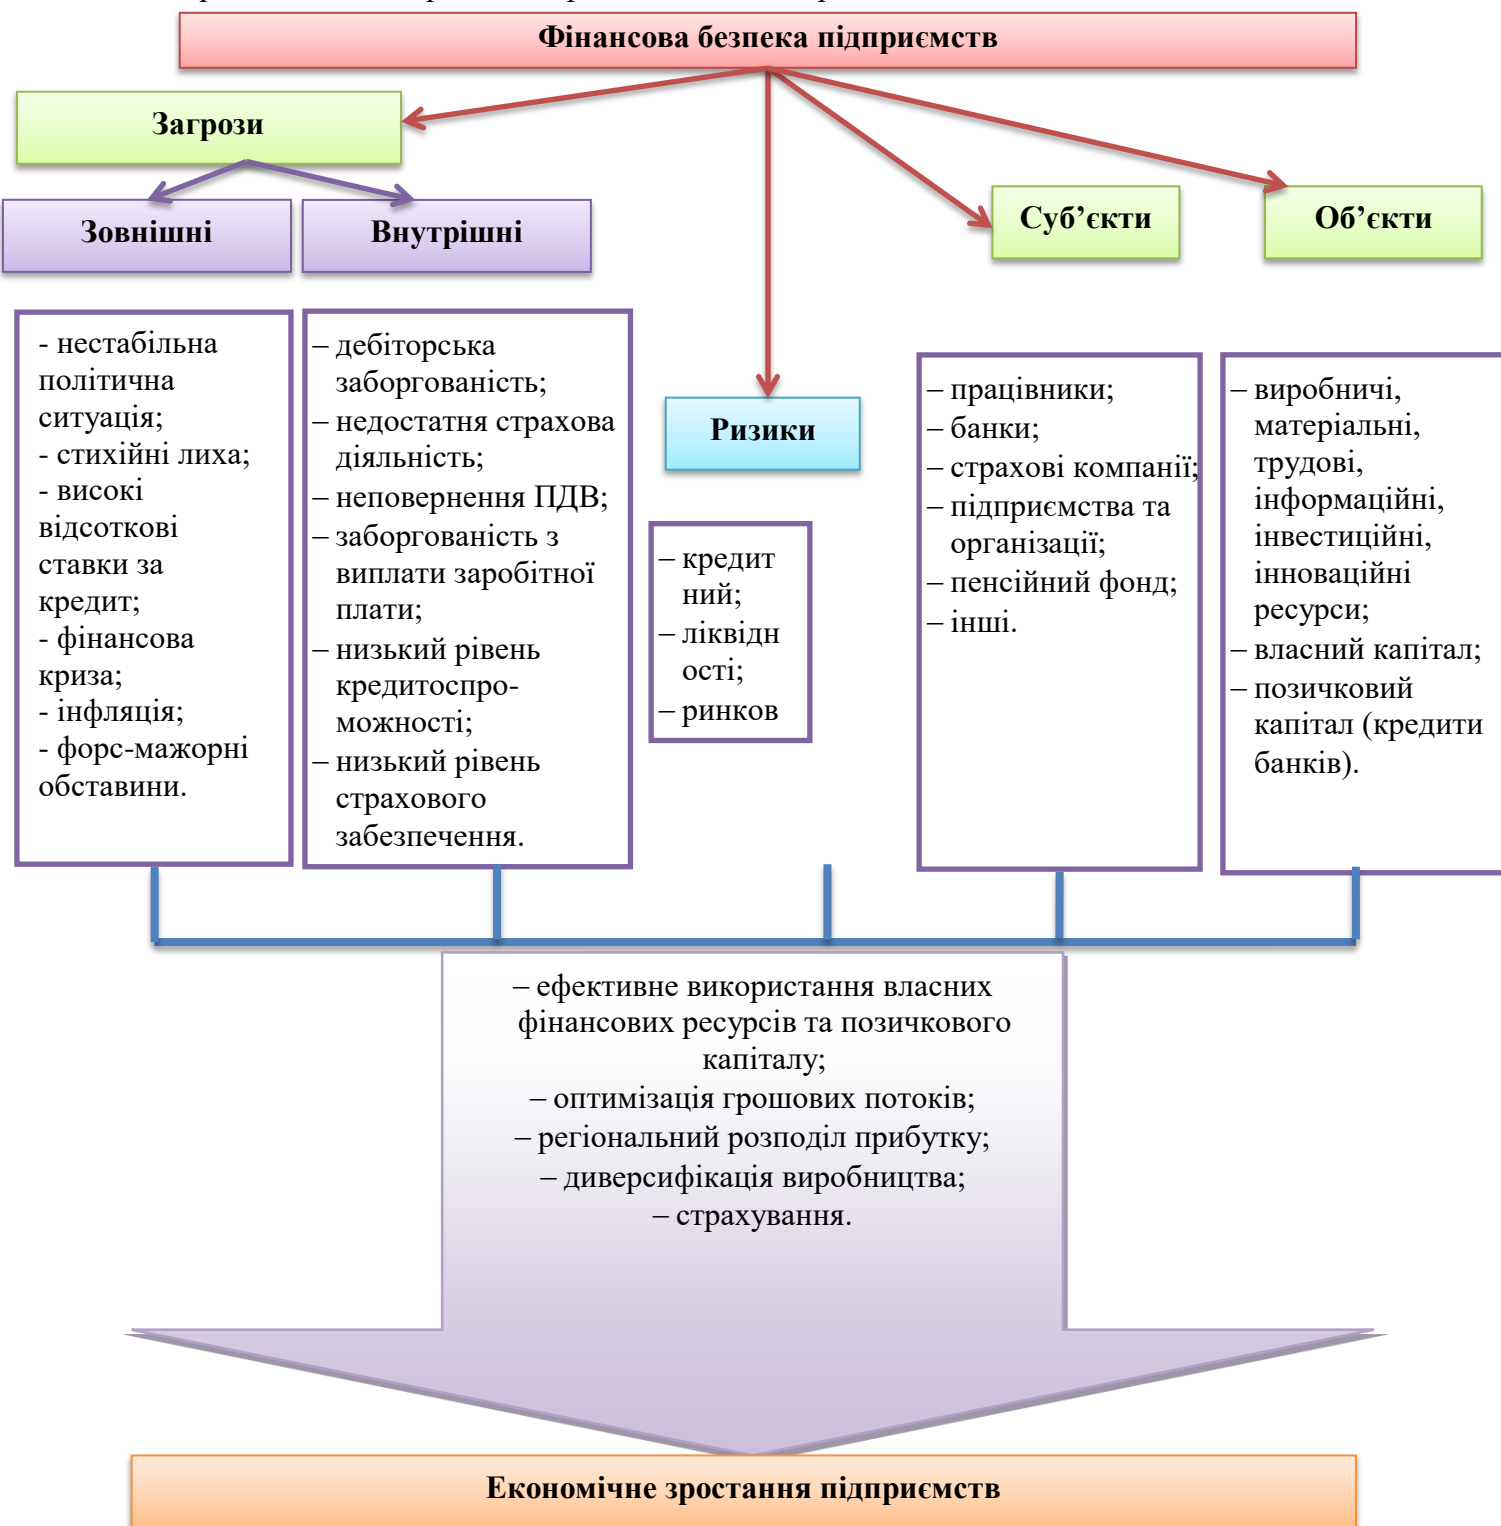 Фінансова безпека підприємств
Загрози
Зовнішні
Внутрішні
Суб’єкти
Об’єкти
Ризики
- нестабільна
політична
ситуація;
- стихійні лиха;
- високі
відсоткові
ставки за
кредит;
- фінансова
криза;
- інфляція;
- форс-мажорні
обставини.
– дебіторська
заборгованість;
– недостатня страхова
діяльність;
– неповернення ПДВ;
– заборгованість з
виплати заробітної
плати;
– низький рівень
кредитоспро-
можності;
– низький рівень
страхового
забезпечення.
– кредит
ний;
– ліквідн
ості;
– ринков
– працівники;
– банки;
– страхові компанії;
– підприємства та
організації;
– пенсійний фонд;
– інші.
– виробничі,
матеріальні,
трудові,
інформаційні,
інвестиційні,
інноваційні
ресурси;
– власний капітал;
– позичковий
капітал (кредити
банків).
– ефективне використання власних
фінансових ресурсів та позичкового
капіталу;
– оптимізація грошових потоків;
– регіональний розподіл прибутку;
– диверсифікація виробництва;
– страхування.
Економічне зростання підприємств